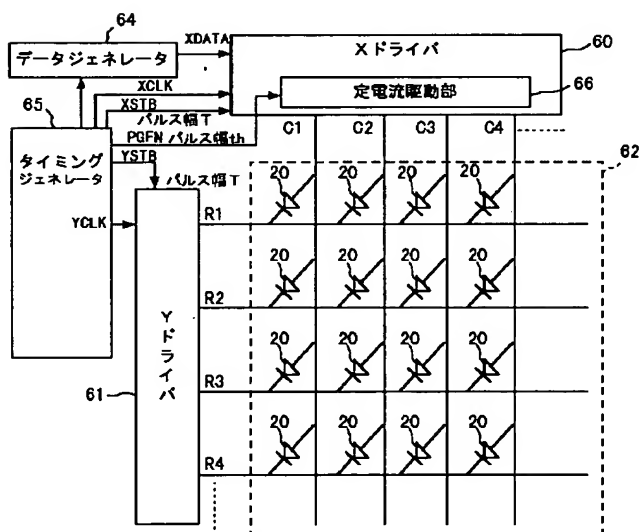 64
XDATA
データジェネレータ
Xドライバ
60
XCLK
定電流駆動部
66
65
XSTB
パルス幅T
PGFN パルス幅th
C1 C2 C3 C4
YSTB
パルス幅T
タイミング
ジェネレータ
62
YCLK
20 20 20 20
R1
20 20 20 20
R2
Yドライバ
20 20 20 20
R3
61
20 20 20 20
R4